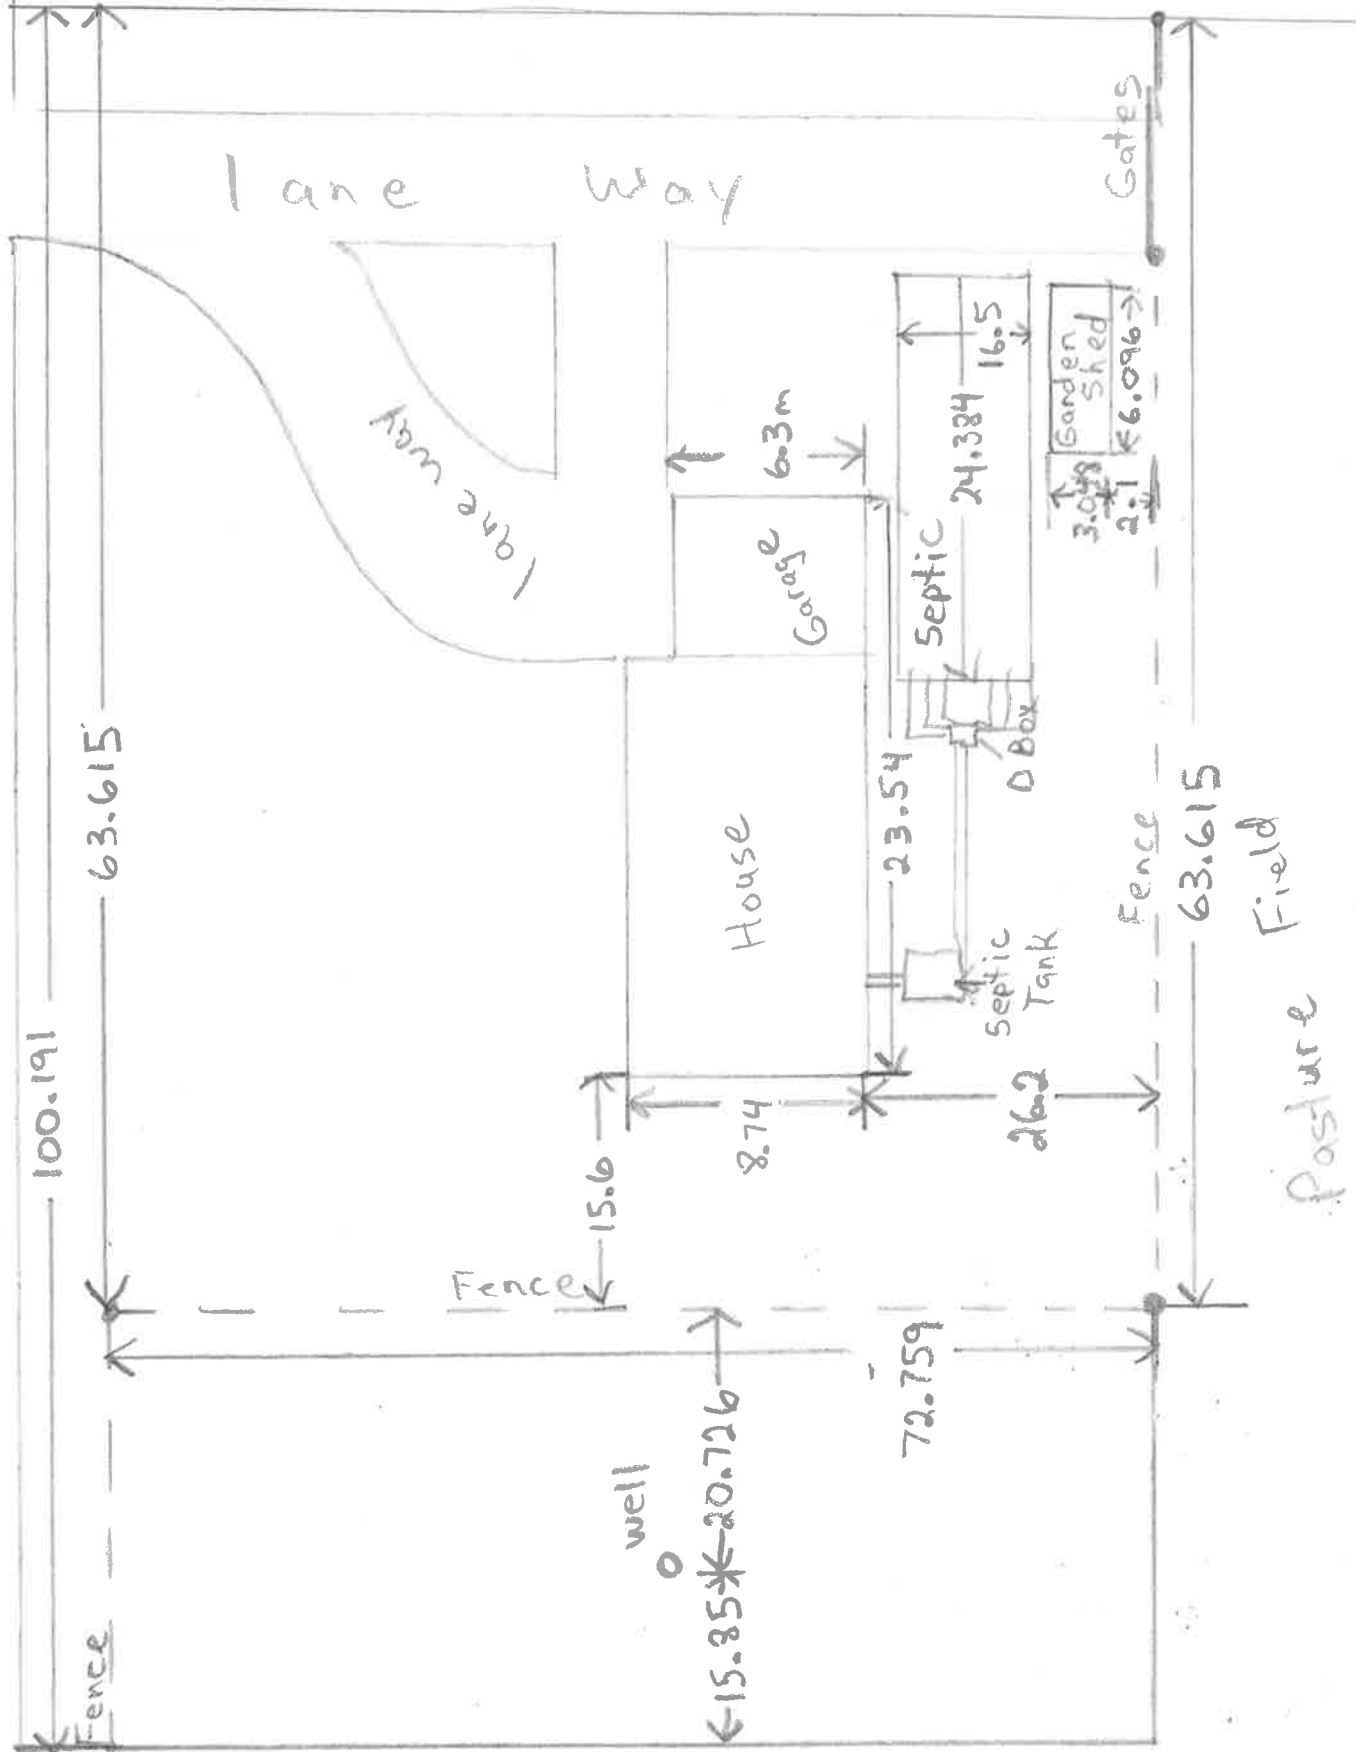 100.191
63.615
lane way
lane way
Gates
Fence
Fence
15.6
House
Garage
6.3m
8.74
23.54
Septic
24.384
16.5
D Box
Septic
Tank
26.2
Garden
Shed
3.048
2.1
6.096
Fence
63.615
Pasture Field
well
15.85
20.726
72.759